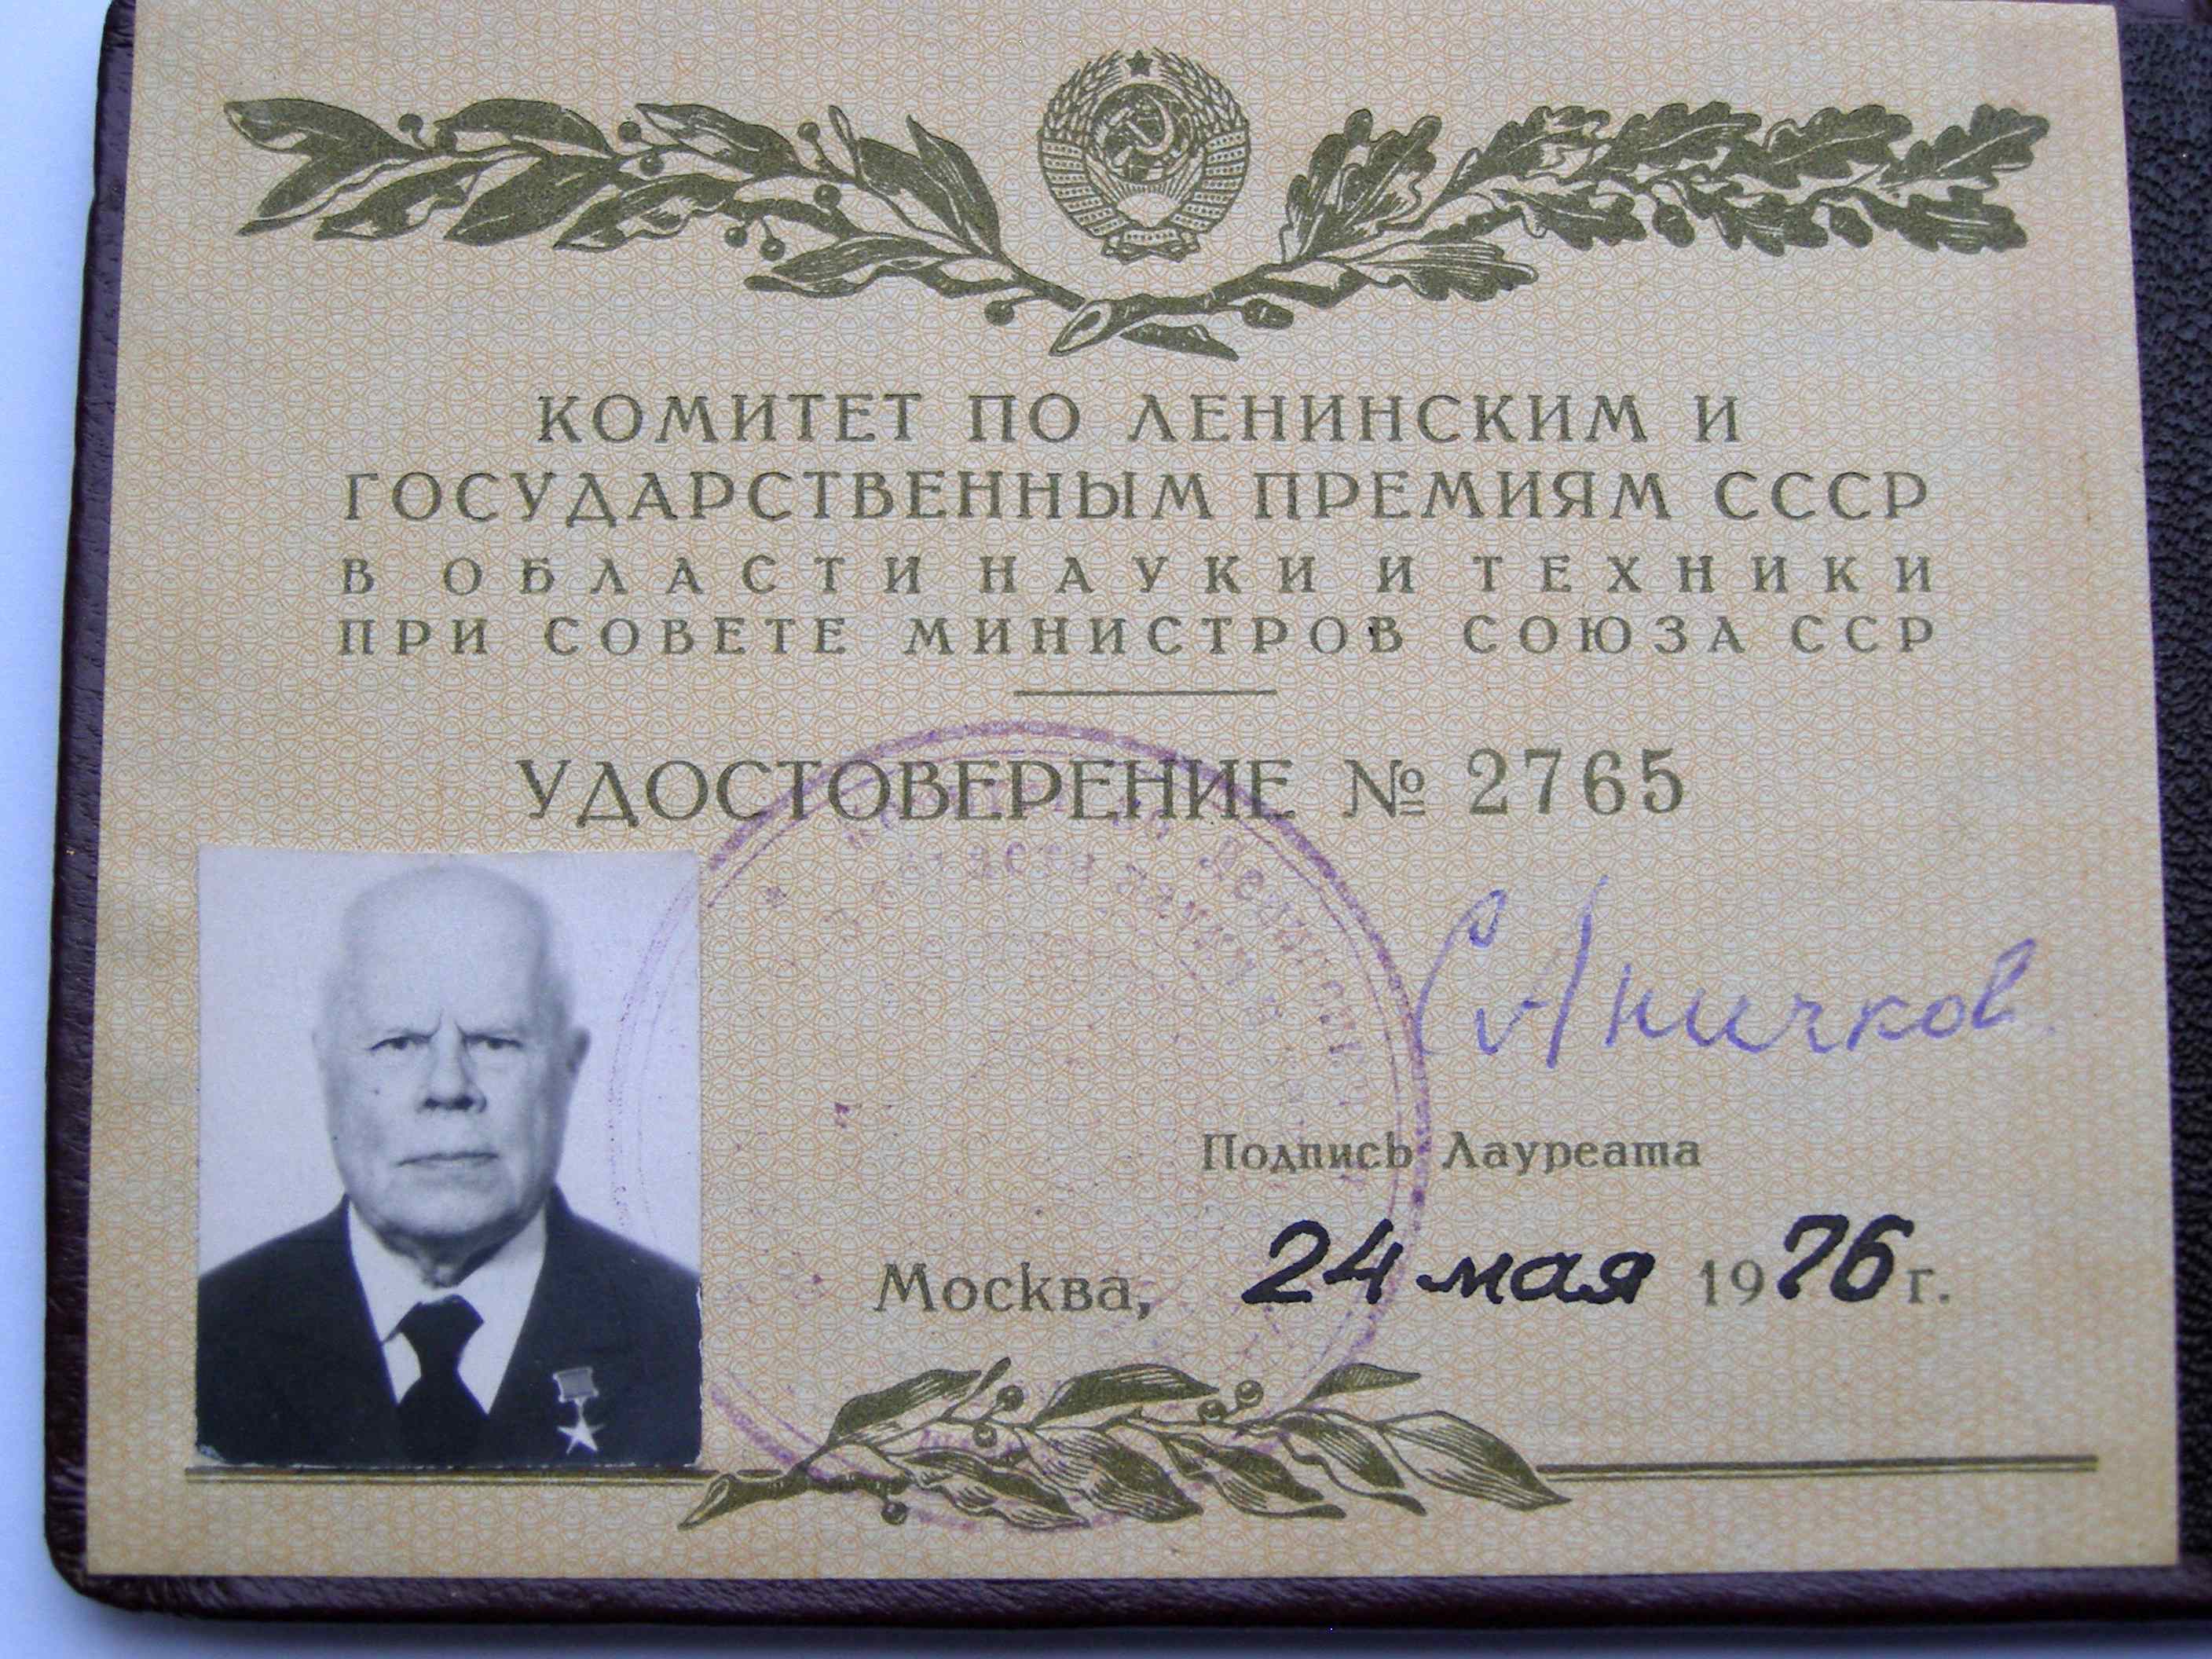 КОМИТЕТ ПО ЛЕНИНСКИМ И
ГОСУДАРСТВЕННЫМ ПРЕМИЯМ СССР
В ОБЛАСТИ НАУКИ И ТЕХНИКИ
ПРИ СОВЕТЕ МИНИСТРОВ СОЮЗА ССР
УДОСТОВЕРЕНИЕ № 2765
САничков
Подпись Лауреата
Москва, 24 мая 1976 г.